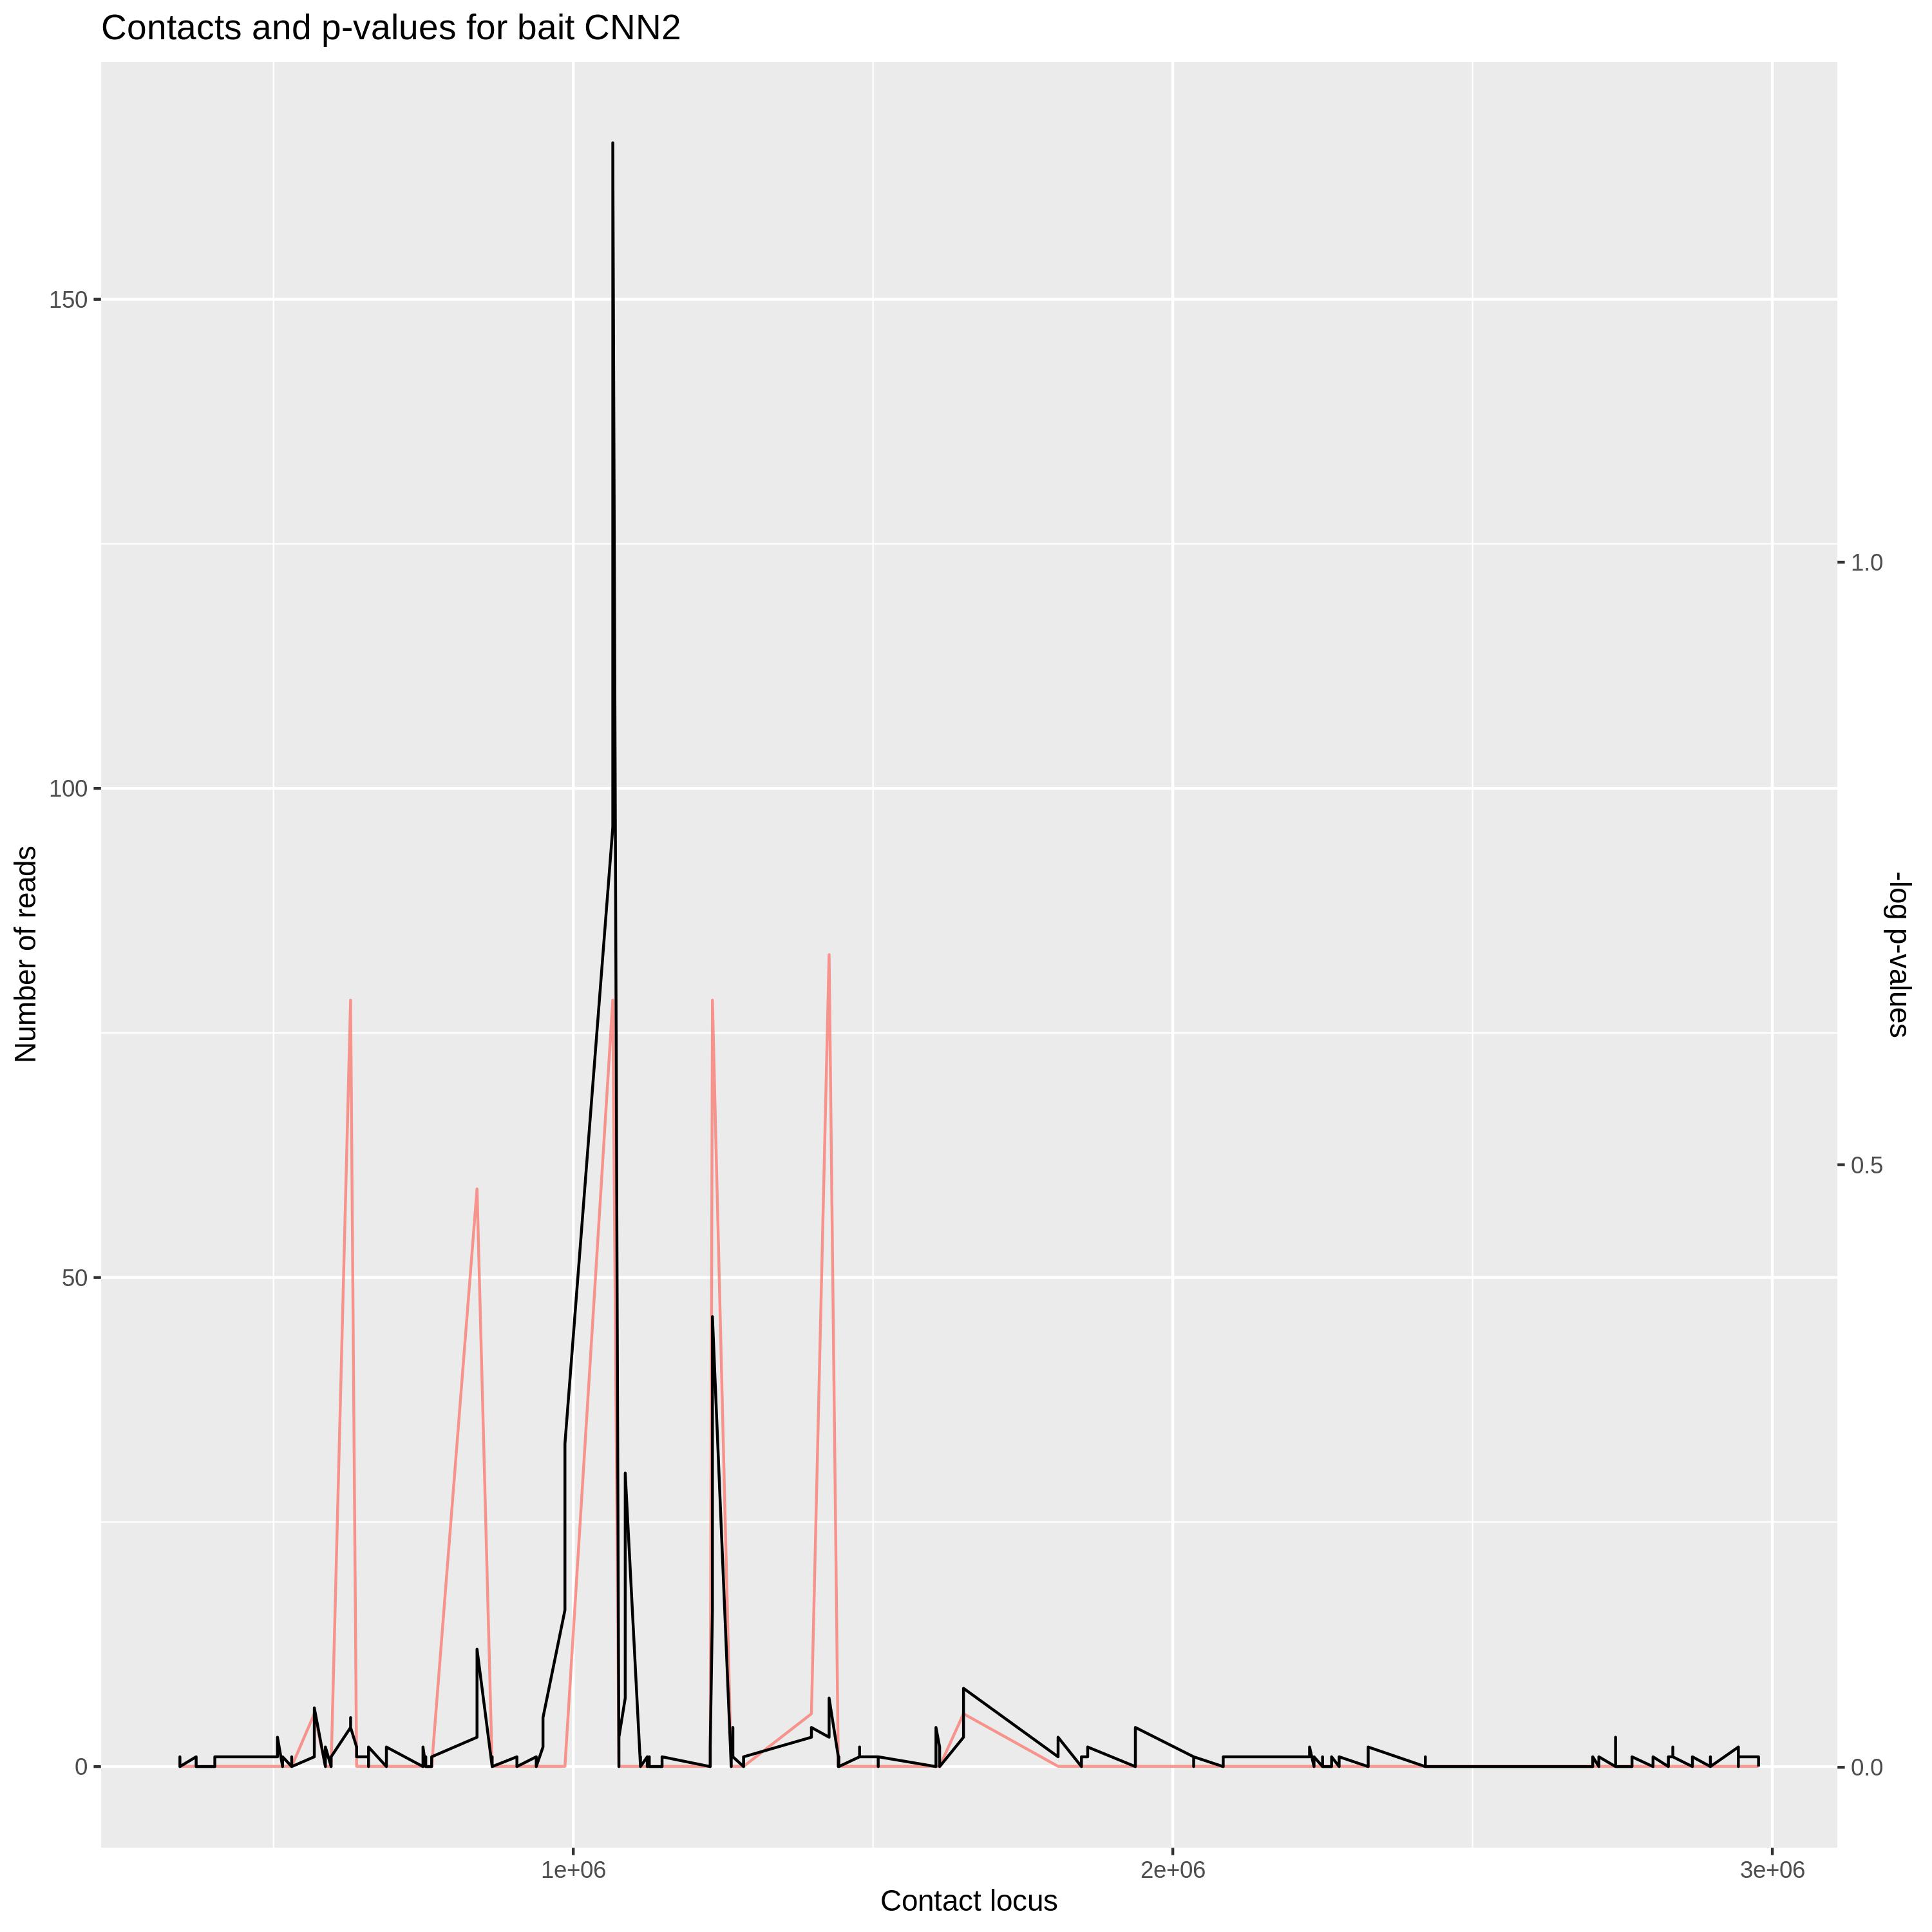 Contacts and p-values for bait CNN2
150
100
50
0
Number of reads
1.0
0.5
0.0
-log p-values
1e+06
2e+06
3e+06
Contact locus